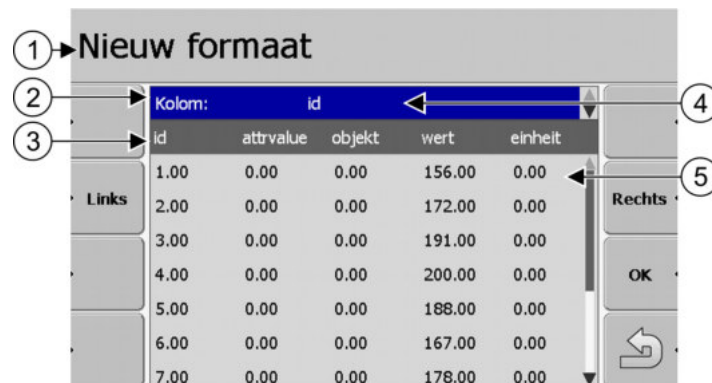 1 Nieuw formaat
2 Kolom: id 4
3 id attrvalue objekt wert einheit
1.00 0.00 0.00 156.00 0.00 5
Links 2.00 0.00 0.00 172.00 0.00 Rechts
3.00 0.00 0.00 191.00 0.00
4.00 0.00 0.00 200.00 0.00 OK
5.00 0.00 0.00 188.00 0.00
6.00 0.00 0.00 167.00 0.00
7.00 0.00 0.00 178.00 0.00